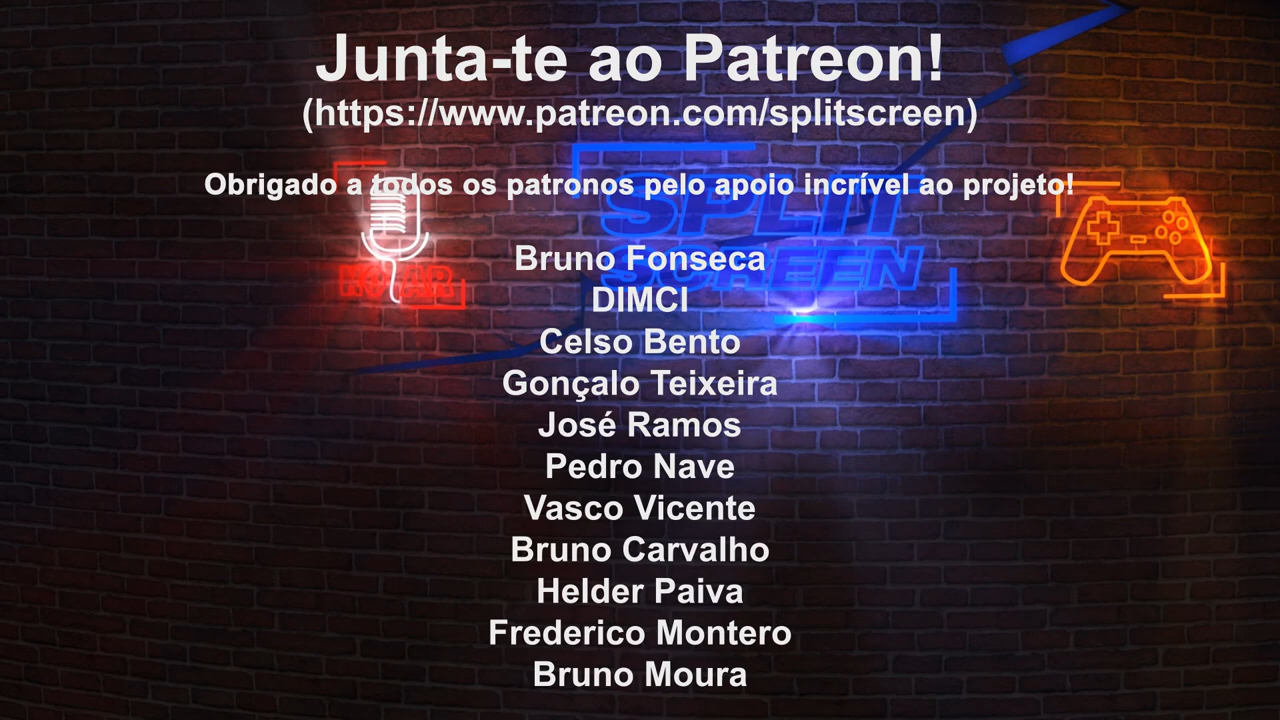 Junta-te ao Patreon!
(https://www.patreon.com/splitscreen)
Obrigado a todos os patronos pelo apoio incrível ao projeto!
SPLIT
SCREEN
Bruno Fonseca
DIMCI
Celso Bento
Gonçalo Teixeira
José Ramos
Pedro Nave
Vasco Vicente
Bruno Carvalho
Helder Paiva
Frederico Montero
Bruno Moura